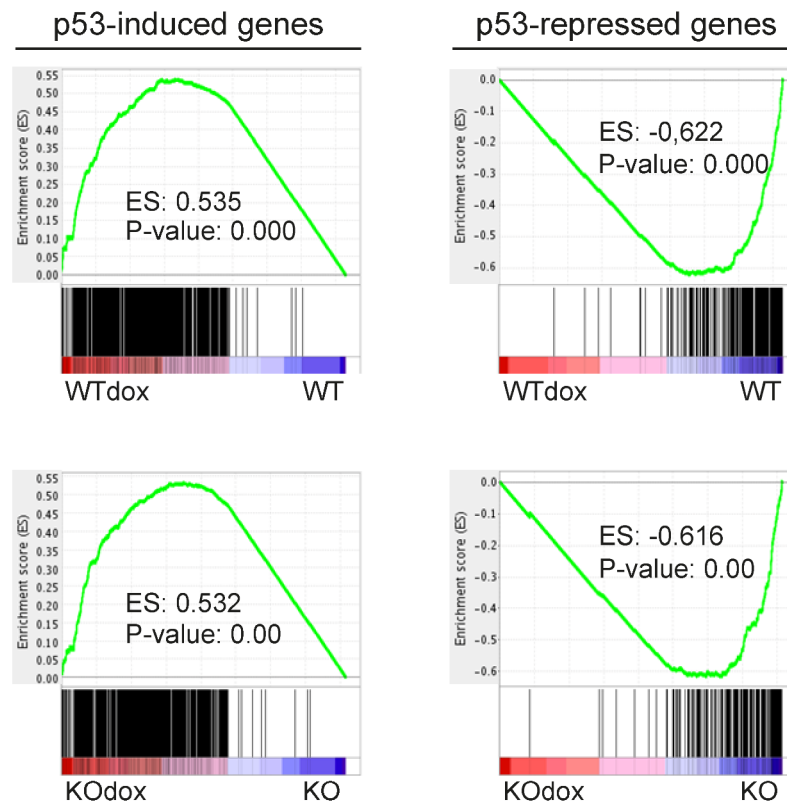 p53-induced genes
Enrichment score (ES)
0.55
0.50
0.45
0.40
0.35
0.30
0.25
0.20
0.15
0.10
0.05
0.00
ES: 0.535
P-value: 0.000
WTdox WT
p53-repressed genes
Enrichment score (ES)
0.0
-0.1
-0.2
-0.3
-0.4
-0.5
-0.6
ES: -0,622
P-value: 0.000
WTdox WT
Enrichment score (ES)
0.55
0.50
0.45
0.40
0.35
0.30
0.25
0.20
0.15
0.10
0.05
0.00
ES: 0.532
P-value: 0.00
KOdox KO
Enrichment score (ES)
0.0
-0.1
-0.2
-0.3
-0.4
-0.5
-0.6
ES: -0.616
P-value: 0.00
KOdox KO